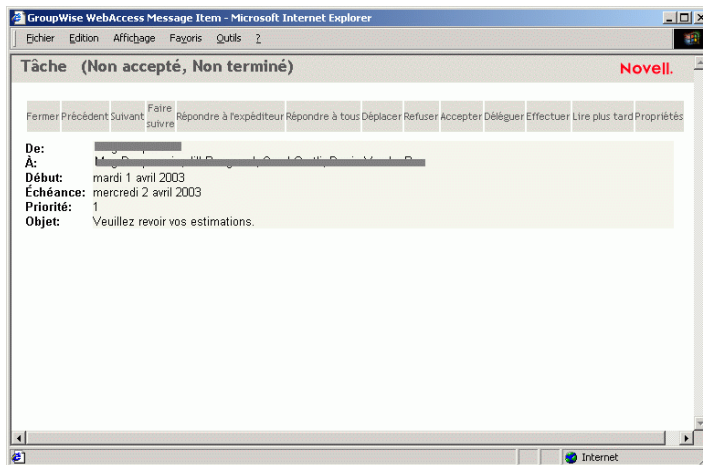 GroupWise WebAccess Message Item - Microsoft Internet Explorer
Fichier Edition Affichage Favoris Outils ?
Tâche (Non accepté, Non terminé)
Novell.
Fermer Précédent Suivant Faire suivre Répondre à l'expéditeur Répondre à tous Déplacer Refuser Accepter Déléguer Effectuer Lire plus tard Propriétés
De:
À:
Début: mardi 1 avril 2003
Échéance: mercredi 2 avril 2003
Priorité: 1
Objet: Veuillez revoir vos estimations.
Internet